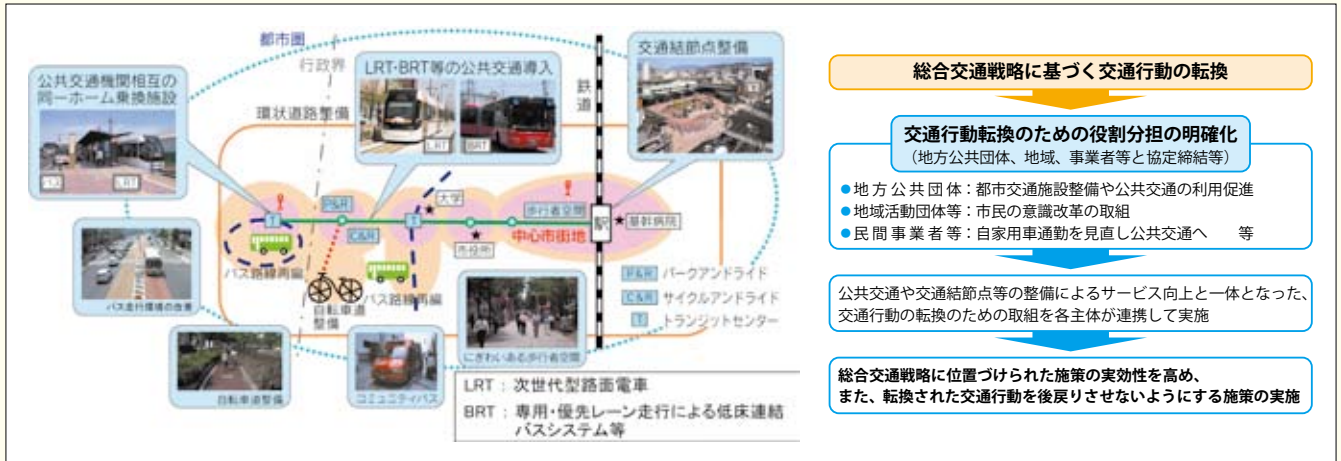 都市圏
行政界
公共交通機関相互の
同一ホーム乗換施設
バス
LRT
LRT・BRT等の公共交通導入
LRT
BRT
環状道路整備
鉄道
交通結節点整備
P&R
C&R
T
T
大学
市役所
歩行者空間
中心市街地
駅
基幹病院
バス路線再編
自転車道
整備
バス路線再編
P&R パークアンドライド
C&R サイクルアンドライド
T トランジットセンター
バス走行環境の改善
自転車道整備
コミュニティバス
にぎわいある歩行者空間
LRT : 次世代型路面電車
BRT : 専用・優先レーン走行による低床連結
バスシステム等
総合交通戦略に基づく交通行動の転換
交通行動転換のための役割分担の明確化
（地方公共団体、地域、事業者等と協定締結等）
●地方公共団体：都市交通施設整備や公共交通の利用促進
●地域活動団体等：市民の意識改革の取組
●民間事業者等：自家用車通勤を見直し公共交通へ　等
公共交通や交通結節点等の整備によるサービス向上と一体となった、
交通行動の転換のための取組を各主体が連携して実施
総合交通戦略に位置づけられた施策の実効性を高め、
また、転換された交通行動を後戻りさせないようにする施策の実施